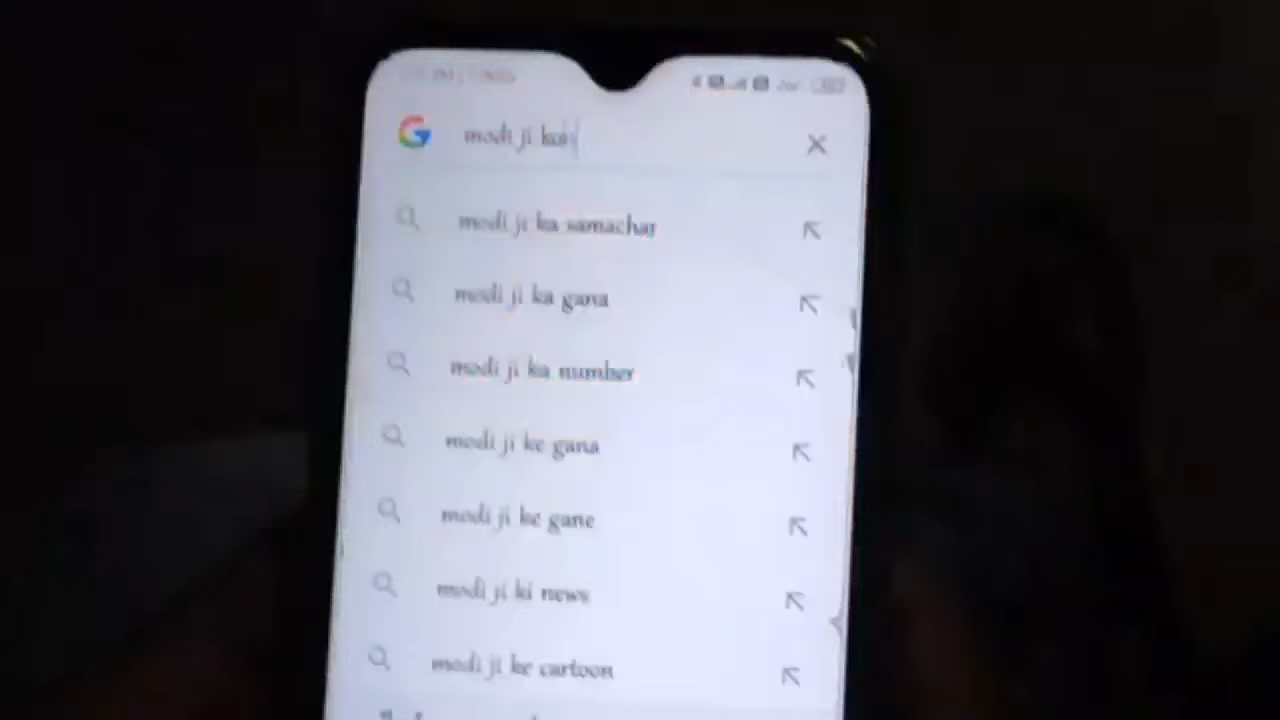 modi ji
modi ji ka samachar
modi ji ka gana
modi ji ka number
modi ji ke gana
modi ji ke gane
modi ji ki news
modi ji ke cartoon